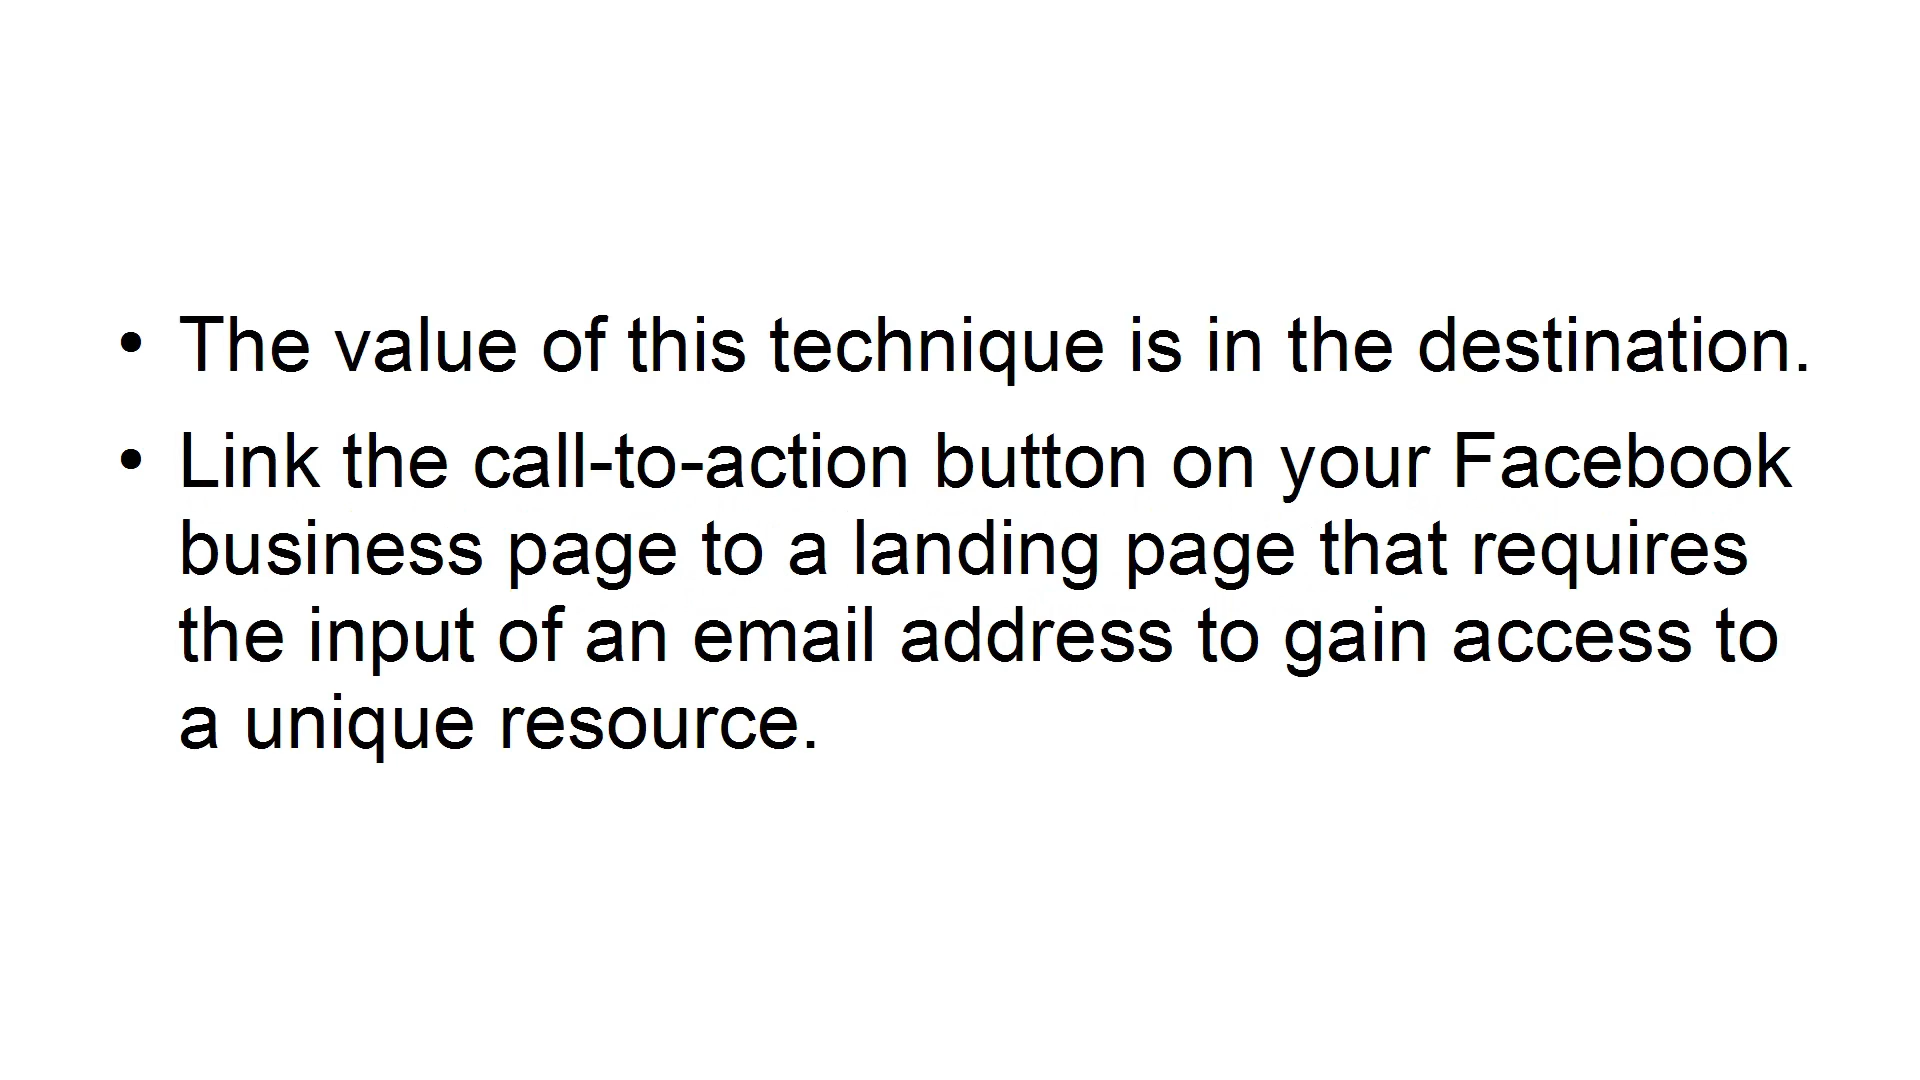 • The value of this technique is in the destination.
• Link the call-to-action button on your Facebook
business page to a landing page that requires
the input of an email address to gain access to
a unique resource.